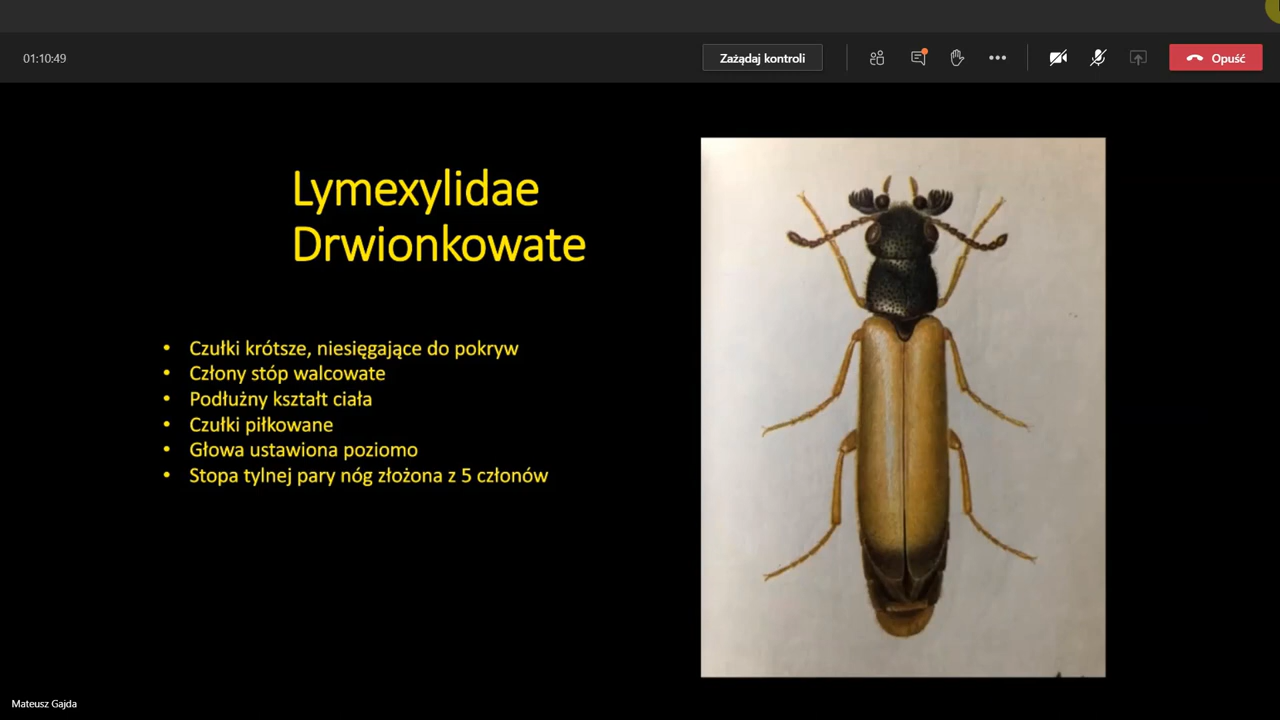 01:10:49
Zażądaj kontroli
Opuść
Lymexylidae
Drwionkowate
• Czułki krótsze, niesięgające do pokryw
• Człony stóp walcowate
• Podłużny kształt ciała
• Czułki piłkowane
• Głowa ustawiona poziomo
• Stopa tylnej pary nóg złożona z 5 członów
Mateusz Gajda